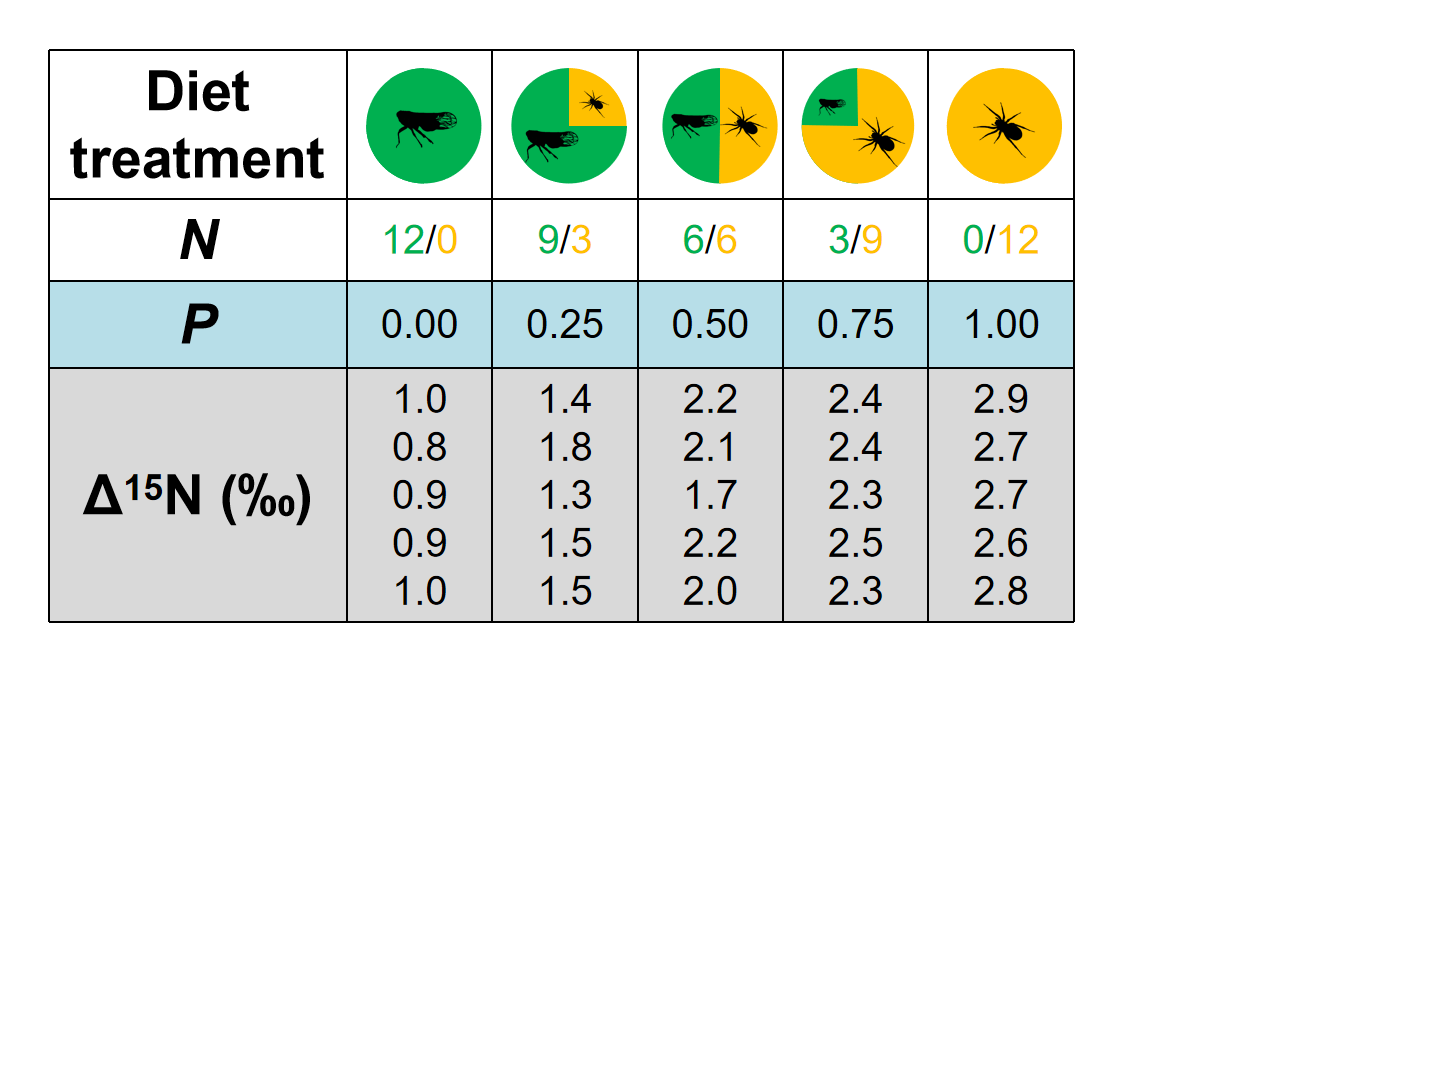 Diet
treatment
N 12/0 9/3 6/6 3/9 0/12
P 0.00 0.25 0.50 0.75 1.00
Δ¹⁵N (‰)
1.0 1.4 2.2 2.4 2.9
0.8 1.8 2.1 2.4 2.7
0.9 1.3 1.7 2.3 2.7
0.9 1.5 2.2 2.5 2.6
1.0 1.5 2.0 2.3 2.8